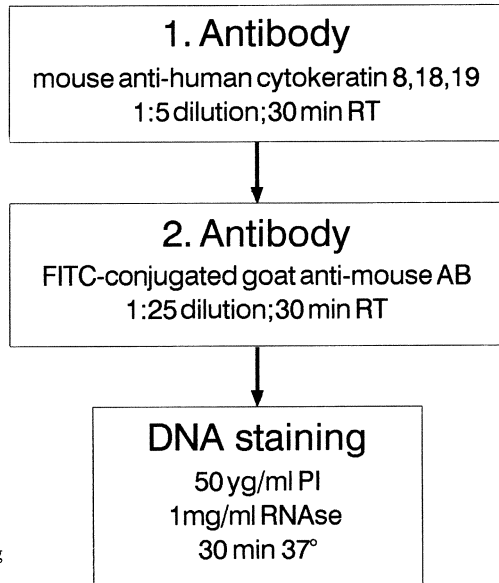 1. Antibody
mouse anti-human cytokeratin 8,18,19
1:5 dilution;30 min RT
2. Antibody
FITC-conjugated goat anti-mouse AB
1:25 dilution;30 min RT
DNA staining
50 yg/ml PI
1mg/ml RNAse
30 min 37°